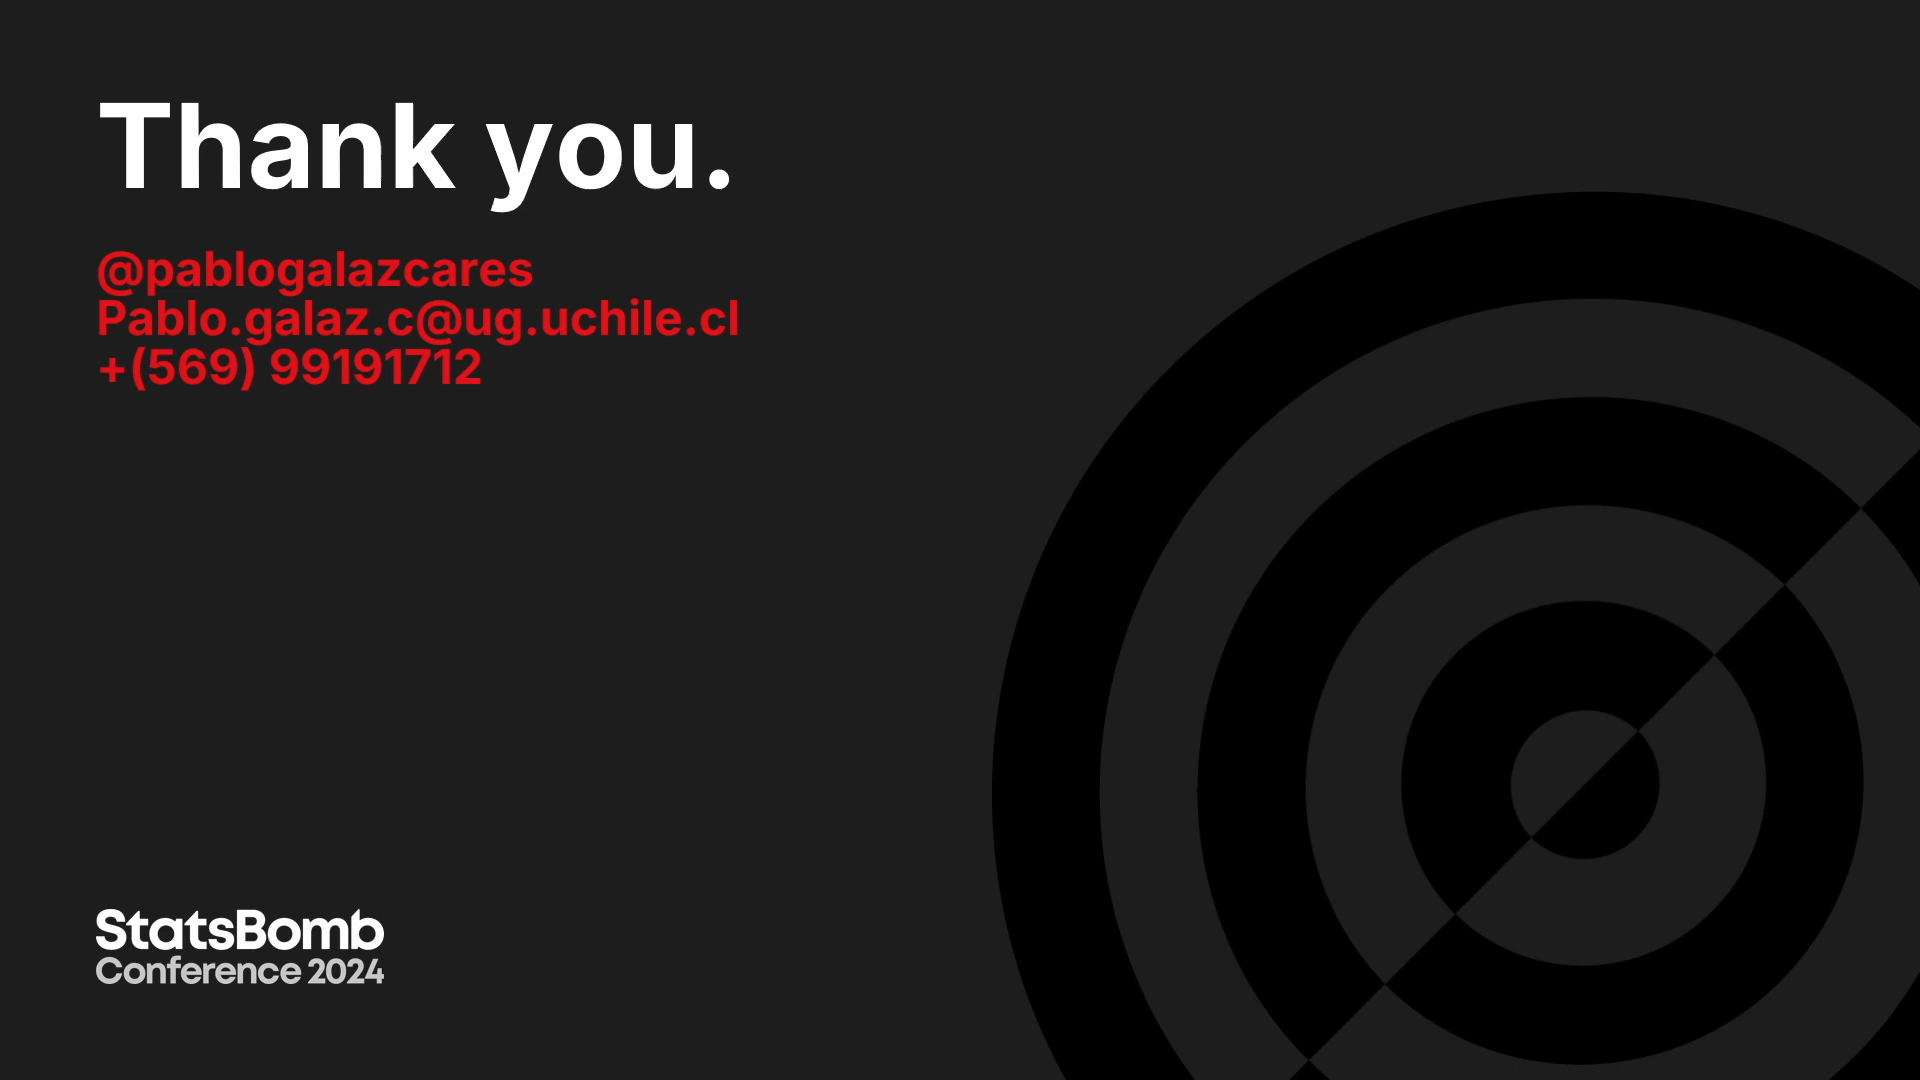 Thank you.
@pablogalazcares
Pablo.galaz.c@ug.uchile.cl
+(569) 99191712
StatsBomb
Conference 2024